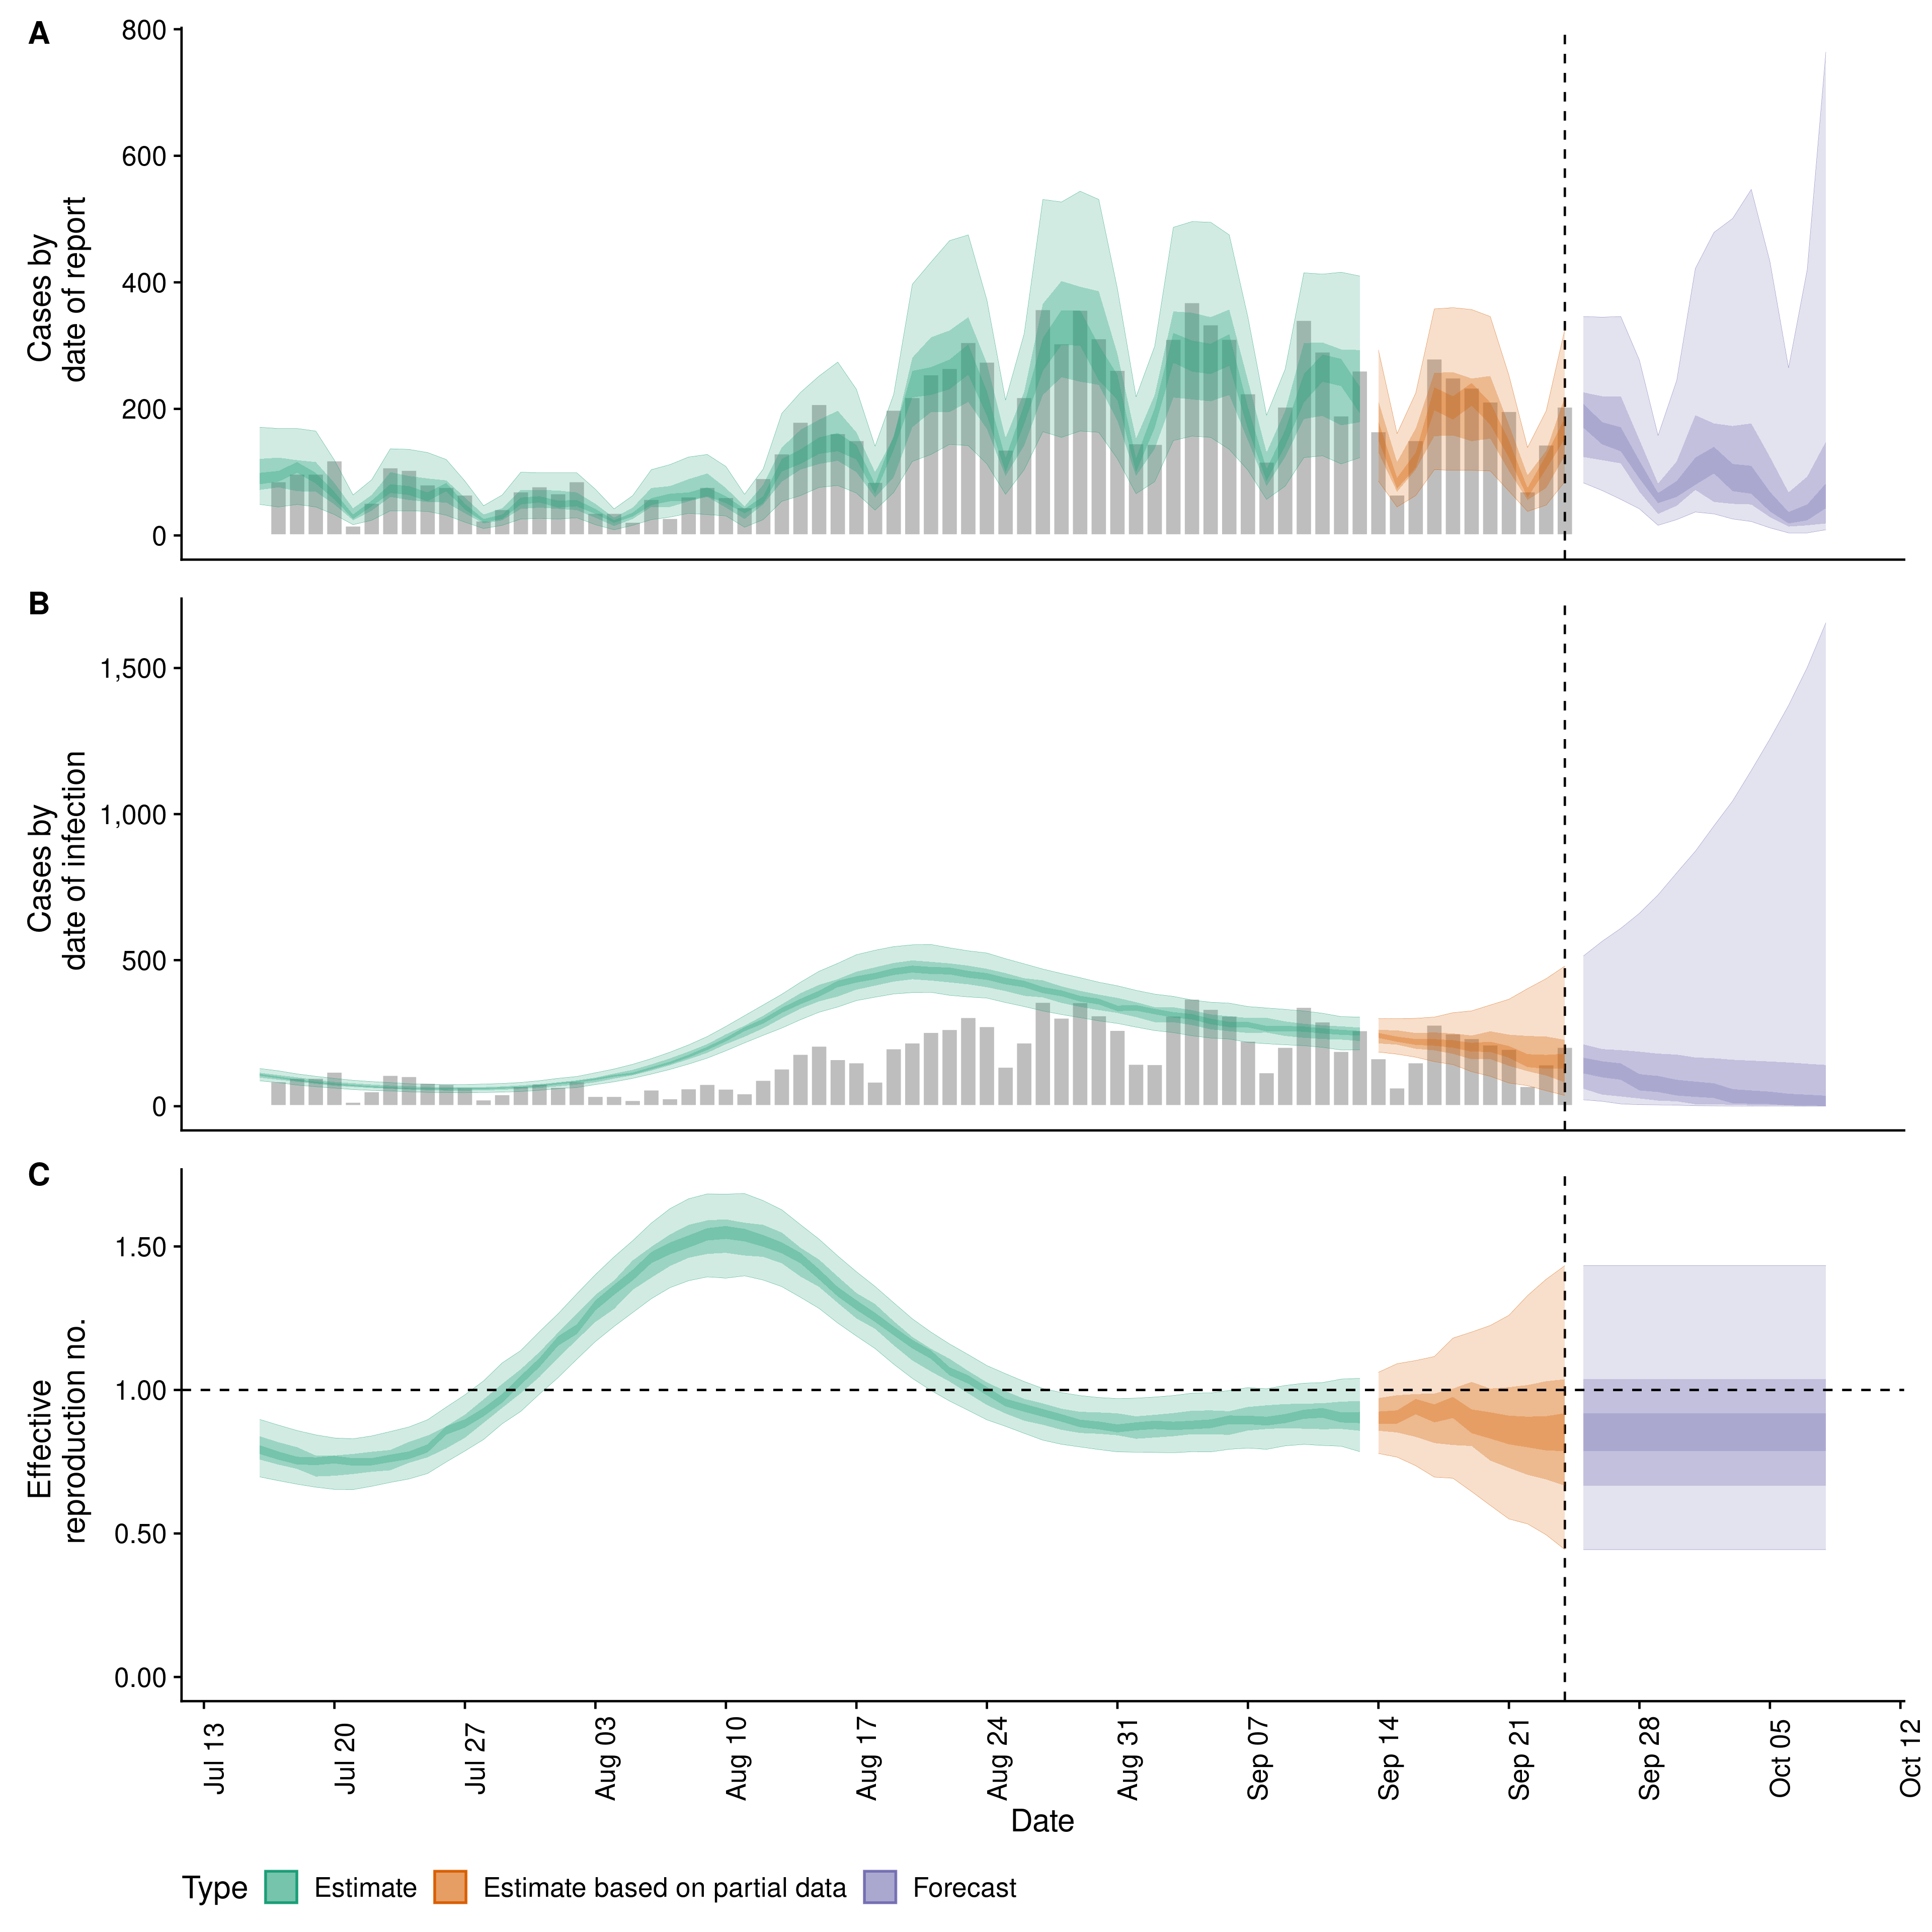 A
800
600
400
200
0
Cases by
date of report
B
1,500
1,000
500
0
Cases by
date of infection
C
1.50
1.00
0.50
0.00
Effective
reproduction no.
Jul 13
Jul 20
Jul 27
Aug 03
Aug 10
Aug 17
Aug 24
Aug 31
Sep 07
Sep 14
Sep 21
Sep 28
Oct 05
Oct 12
Date
Type Estimate Estimate based on partial data Forecast